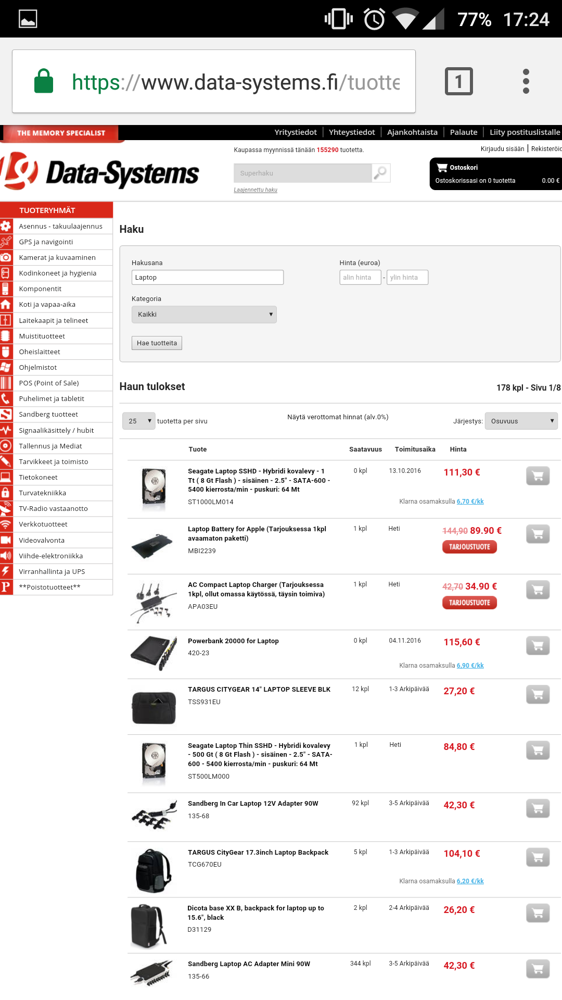 77% 17:24
https://www.data-systems.fi/tuotte
1
THE MEMORY SPECIALIST
Yritystiedot | Yhteystiedot | Ajankohtaista | Palaute | Liity postituslistalle
Kaupassa myynnissä tänään 155290 tuotetta.
Kirjaudu sisään | Rekisteröid
Data-Systems
Superhaku
Laajennettu haku
Ostoskori
Ostoskorissasi on 0 tuotetta 0.00 €
TUOTERYHMÄT
Asennus - takuulaajennus
GPS ja navigointi
Kamerat ja kuvaaminen
Kodinkoneet ja hygienia
Komponentit
Koti ja vapaa-aika
Laitekaapit ja telineet
Muistituotteet
Oheislaitteet
Ohjelmistot
POS (Point of Sale)
Puhelimet ja tabletit
Sandberg tuotteet
Signaalikäsittely / hubit
Tallennus ja Mediat
Tarvikkeet ja toimisto
Tietokoneet
Turvatekniikka
TV-Radio vastaanotto
Verkkotuotteet
Videovalvonta
Viihde-elektroniikka
Virranhallinta ja UPS
P **Poistotuotteet**
Haku
Hakusana
Laptop
Hinta (euroa)
alin hinta - ylin hinta
Kategoria
Kaikki
Hae tuotteita
Haun tulokset
178 kpl - Sivu 1/8
25 tuotetta per sivu
Näytä verottomat hinnat (alv.0%)
Järjestys: Osuvuus
Tuote Saatavuus Toimitusaika Hinta
Seagate Laptop SSHD - Hybridi kovalevy - 1
Tt ( 8 Gt Flash ) - sisäinen - 2.5" - SATA-600 -
5400 kierrosta/min - puskuri: 64 Mt
ST1000LM014
0 kpl 13.10.2016 111,30 €
Klarna osamaksulla 6,70 €/kk
Laptop Battery for Apple (Tarjouksessa 1kpl
avaamaton paketti)
MBI2239
1 kpl Heti 144,90 89.90 €
TARJOUSTUOTE
AC Compact Laptop Charger (Tarjouksessa
1kpl, ollut omassa käytössä, täysin toimiva)
APA03EU
1 kpl Heti 42,70 34.90 €
TARJOUSTUOTE
Powerbank 20000 for Laptop
420-23
0 kpl 04.11.2016 115,60 €
Klarna osamaksulla 6,90 €/kk
TARGUS CITYGEAR 14" LAPTOP SLEEVE BLK
TSS931EU
12 kpl 1-3 Arkipäivää 27,20 €
Seagate Laptop Thin SSHD - Hybridi kovalevy
- 500 Gt ( 8 Gt Flash ) - sisäinen - 2.5" - SATA-
600 - 5400 kierrosta/min - puskuri: 64 Mt
ST500LM000
1 kpl Heti 84,80 €
Sandberg In Car Laptop 12V Adapter 90W
135-68
92 kpl 3-5 Arkipäivää 42,30 €
TARGUS CityGear 17.3inch Laptop Backpack
TCG670EU
5 kpl 1-3 Arkipäivää 104,10 €
Klarna osamaksulla 6,20 €/kk
Dicota base XX B, backpack for laptop up to
15.6", black
D31129
2 kpl 2-4 Arkipäivää 26,20 €
Sandberg Laptop AC Adapter Mini 90W
135-66
344 kpl 3-5 Arkipäivää 42,30 €